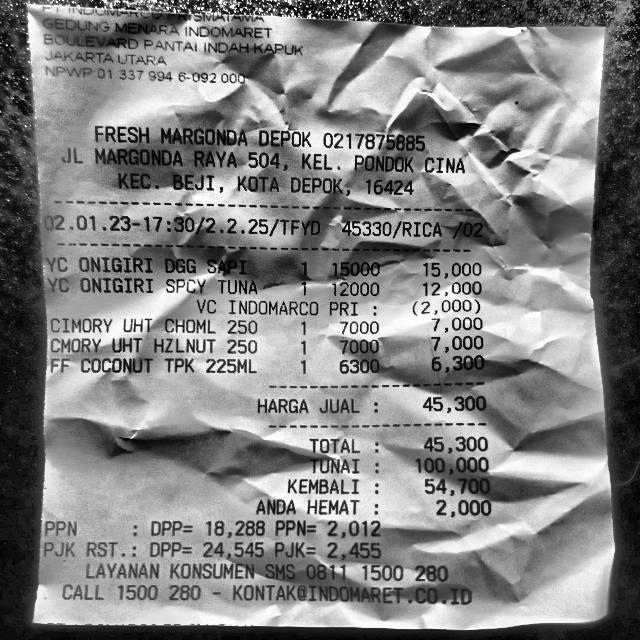 PT INDOMARCO PRISMATAMA
GEDUNG MENARA INDOMARET
BOULEVARD PANTAI INDAH KAPUK
JAKARTA UTARA
NPWP 01 337 994 6-092 000
FRESH MARGONDA DEPOK 0217875885
JL MARGONDA RAYA 504, KEL. PONDOK CINA
KEC. BEJI, KOTA DEPOK, 16424
02.01.23-17:30/2.2.25/TFYD 45330/RICA /02
YC ONIGIRI DGG SAPI 1 15000 15,000
YC ONIGIRI SPCY TUNA 1 12000 12,000
VC INDOMARCO PRI : (2,000)
CIMORY UHT CHOML 250 1 7000 7,000
CMORY UHT HZLNUT 250 1 7000 7,000
FF COCONUT TPK 225ML 1 6300 6,300
HARGA JUAL : 45,300
TOTAL : 45,300
TUNAI : 100,000
KEMBALI : 54,700
ANDA HEMAT : 2,000
PPN : DPP= 18,288 PPN= 2,012
PJK RST.: DPP= 24,545 PJK= 2,455
LAYANAN KONSUMEN SMS 0811 1500 280
CALL 1500 280 - KONTAK@INDOMARET.CO.ID